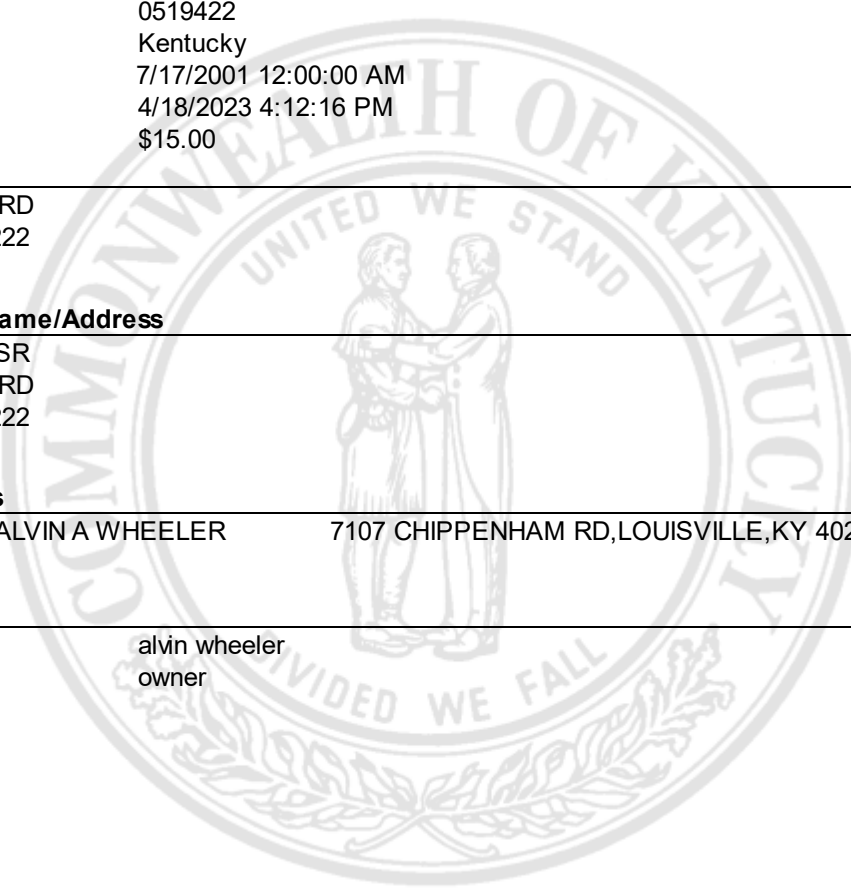 0519422
Kentucky
7/17/2001 12:00:00 AM
4/18/2023 4:12:16 PM
$15.00
RD
222
ame/Address
SR
RD
222
s
ALVIN A WHEELER 7107 CHIPPENHAM RD,LOUISVILLE,KY 402
alvin wheeler
owner
COMMONWEALTH OF KENTUCKY
UNITED WE STAND
DIVIDED WE FALL